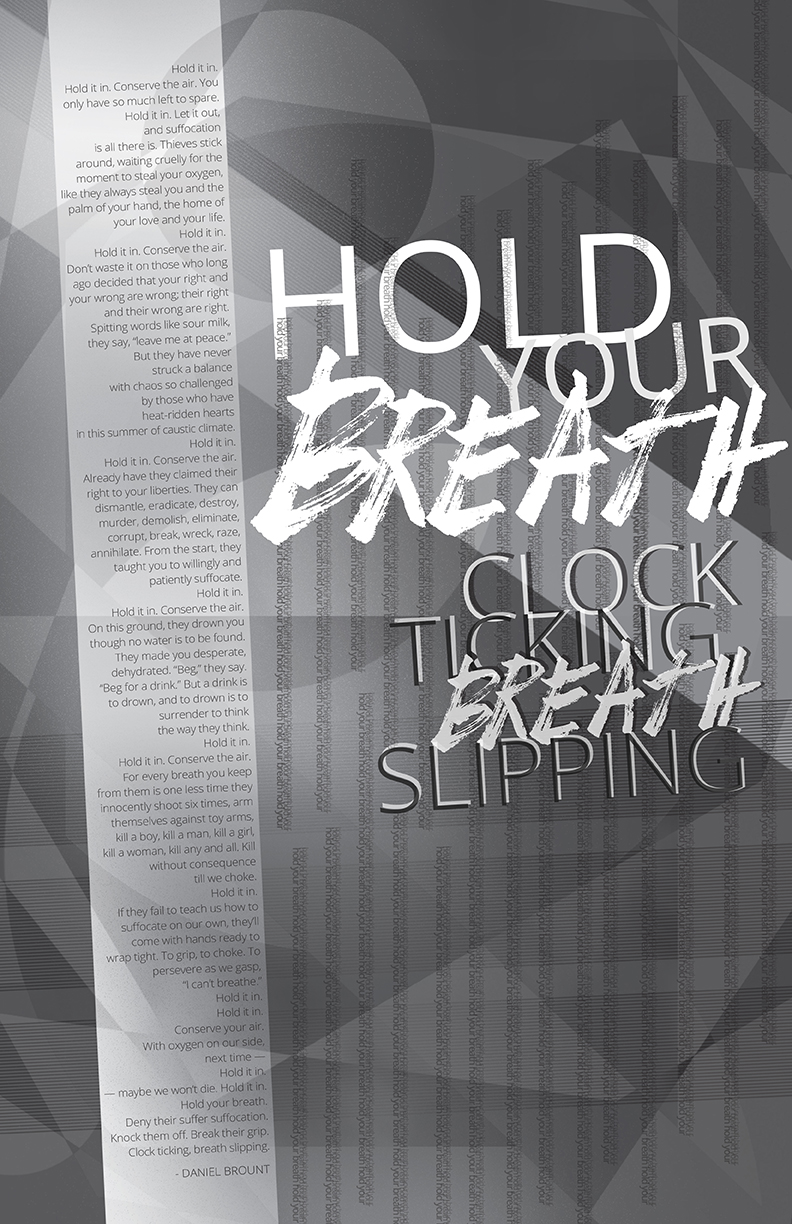 Hold it in.
Hold it in. Conserve the air. You
only have so much left to spare.
Hold it in. Let it out,
and suffocation
is all there is. Thieves stick
around, waiting cruelly for the
moment to steal your oxygen,
like they always steal you and the
palm of your hand, the home of
your love and your life.
Hold it in.
Hold it in. Conserve the air.
Don't waste it on those who long
ago decided that your right and
your wrong are wrong; their right
and their wrong are right.
Spitting words like sour milk,
they say, “leave me at peace.”
But they have never
struck a balance
with chaos so challenged
by those who have
heat-ridden hearts
in this summer of caustic climate.
Hold it in.
Hold it in. Conserve the air.
Already have they claimed their
right to your liberties. They can
dismantle, eradicate, destroy,
murder, demolish, eliminate,
corrupt, break, wreck, raze,
annihilate. From the start, they
taught you to willingly and
patiently suffocate.
Hold it in.
Hold it in. Conserve the air.
On this ground, they drown you
though no water is to be found.
They made you desperate,
dehydrated. “Beg,” they say.
“Beg for a drink.” But a drink is
to drown, and to drown is to
surrender to think
the way they think.
Hold it in.
Hold it in. Conserve the air.
For every breath you keep
from them is one less time they
innocently shoot six times, arm
themselves against toy arms,
kill a boy, kill a man, kill a girl,
kill a woman, kill any and all. Kill
without consequence
till we choke.
Hold it in.
If they fail to teach us how to
suffocate on our own, they'll
come with hands ready to
wrap tight. To grip, to choke. To
persevere as we gasp,
“I can't breathe.”
Hold it in.
Hold it in.
Conserve your air.
With oxygen on our side,
next time —
Hold it in.
— maybe we won't die. Hold it in.
Hold your breath.
Deny their suffer suffocation.
Knock them off. Break their grip.
Clock ticking, breath slipping.
- DANIEL BROUNT
HOLD
YOUR
BREATH
CLOCK
TICKING
BREATH
SLIPPING